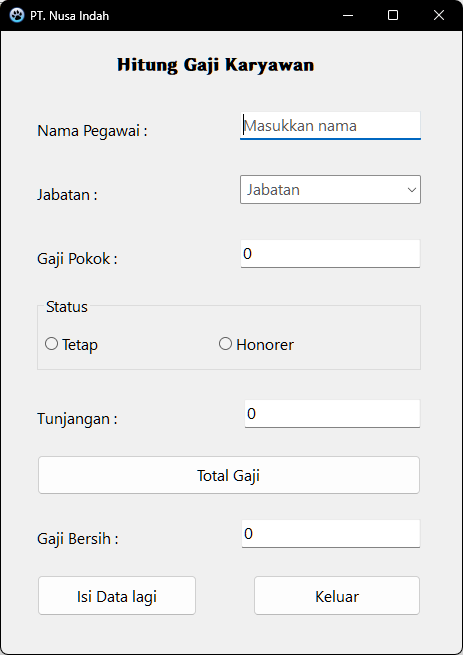 PT. Nusa Indah
Hitung Gaji Karyawan
Nama Pegawai : Masukkan nama
Jabatan : Jabatan
Gaji Pokok : 0
Status
Tetap Honorer
Tunjangan : 0
Total Gaji
Gaji Bersih : 0
Isi Data lagi Keluar